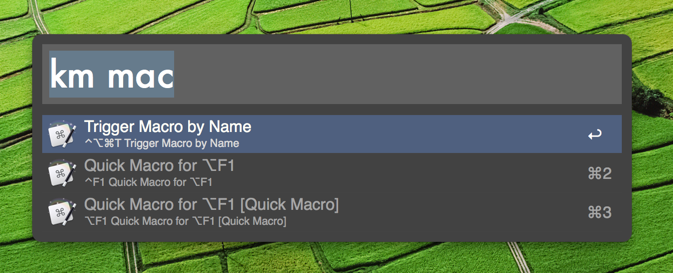 km mac
Trigger Macro by Name
^⌥⌘T Trigger Macro by Name
↩
Quick Macro for ⌥F1
^F1 Quick Macro for ⌥F1
⌘2
Quick Macro for ⌥F1 [Quick Macro]
⌥F1 Quick Macro for ⌥F1 [Quick Macro]
⌘3